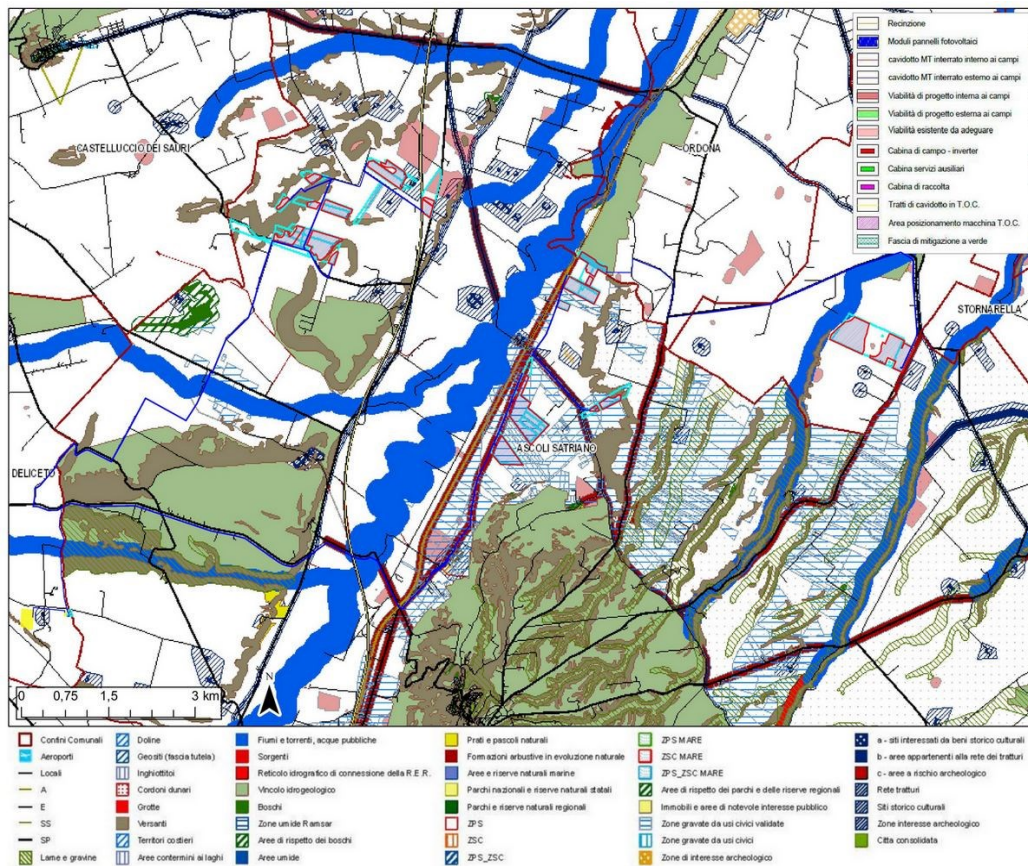 Recinzione
Moduli pannelli fotovoltaici
cavidotto MT interrato interno ai campi
cavidotto MT interrato esterno ai campi
Viabilità di progetto interna ai campi
Viabilità di progetto esterna ai campi
Viabilità esistente da adeguare
Cabina di campo - inverter
Cabina servizi ausiliari
Cabina di raccolta
Tratti di cavidotto in T.O.C.
Area posizionamento macchina T.O.C.
Fascia di mitigazione a verde
CASTELLUCCIO DEI SAURI
ORDONA
STORNARELLA
ASCOLI SATRIANO
DELICETO
0 0,75 1,5 3 km
N
Confini Comunali
Aeroporti
Locali
A
E
SS
SP
Lame e gravine
Doline
Geositi (fascia tutela)
Inghiottitoi
Cordoni dunari
Grotte
Versanti
Territori costieri
Aree contermini ai laghi
Fiumi e torrenti, acque pubbliche
Sorgenti
Reticolo idrografico di connessione della R.E.R.
Vincolo idrogeologico
Boschi
Zone umide Ramsar
Aree di rispetto dei boschi
Aree umide
Prati e pascoli naturali
Formazioni arbustive in evoluzione naturale
Aree e riserve naturali marine
Parchi nazionali e riserve naturali statali
Parchi e riserve naturali regionali
ZPS
ZSC
ZPS_ZSC
ZPS MARE
ZSC MARE
ZPS_ZSC MARE
Aree di rispetto dei parchi e delle riserve regionali
Immobili e aree di notevole interesse pubblico
Zone gravate da usi civici validate
Zone gravate da usi civici
Zone di interesse archeologico
a - siti interessati da beni storico culturali
b - aree appartenenti alla rete dei tratturi
c - aree a rischio archeologico
Rete tratturi
Siti storico culturali
Zone interesse archeologico
Citta consolidata